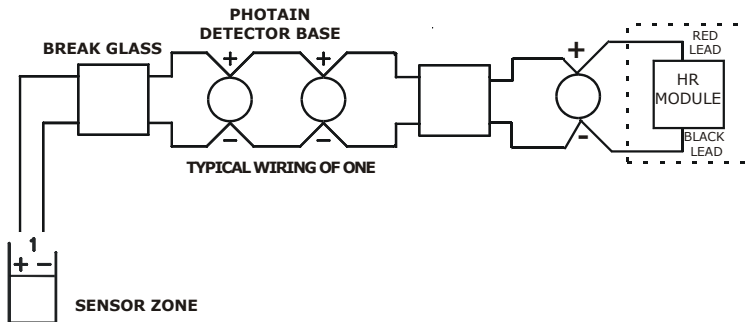 PHOTAIN
DETECTOR BASE
BREAK GLASS
+ +
+
RED
LEAD
HR
MODULE
BLACK
LEAD
– –
-
TYPICAL WIRING OF ONE
1
+ –
SENSOR ZONE